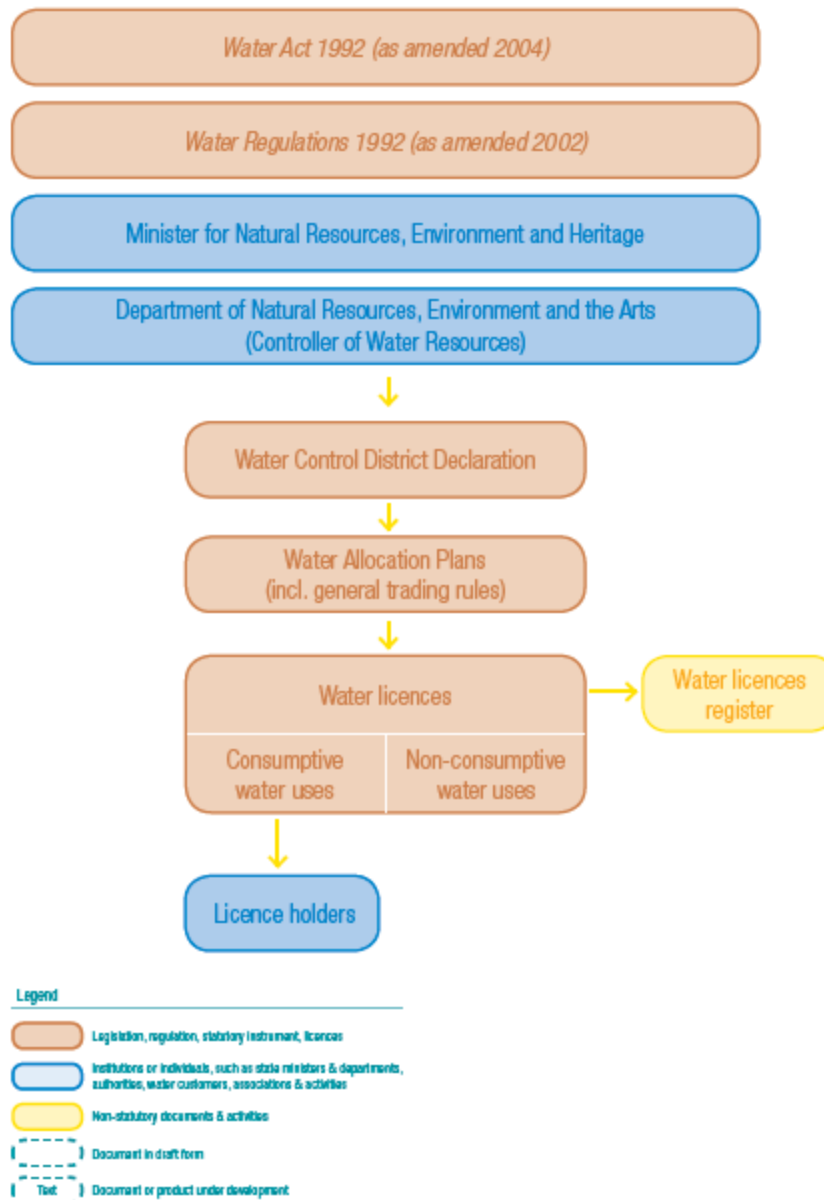 Water Act 1992 (as amended 2004)
Water Regulations 1992 (as amended 2002)
Minister for Natural Resources, Environment and Heritage
Department of Natural Resources, Environment and the Arts
(Controller of Water Resources)
Water Control District Declaration
Water Allocation Plans
(incl. general trading rules)
Water licences
Water licences
register
Consumptive
water uses
Non-consumptive
water uses
Licence holders
Legend
Legislation, regulation, statutory instrument, licences
Institutions or individuals, such as state ministers & departments,
authorities, water customers, associations & activities
Non-statutory documents & activities
Document in draft form
Text
Document or product under development